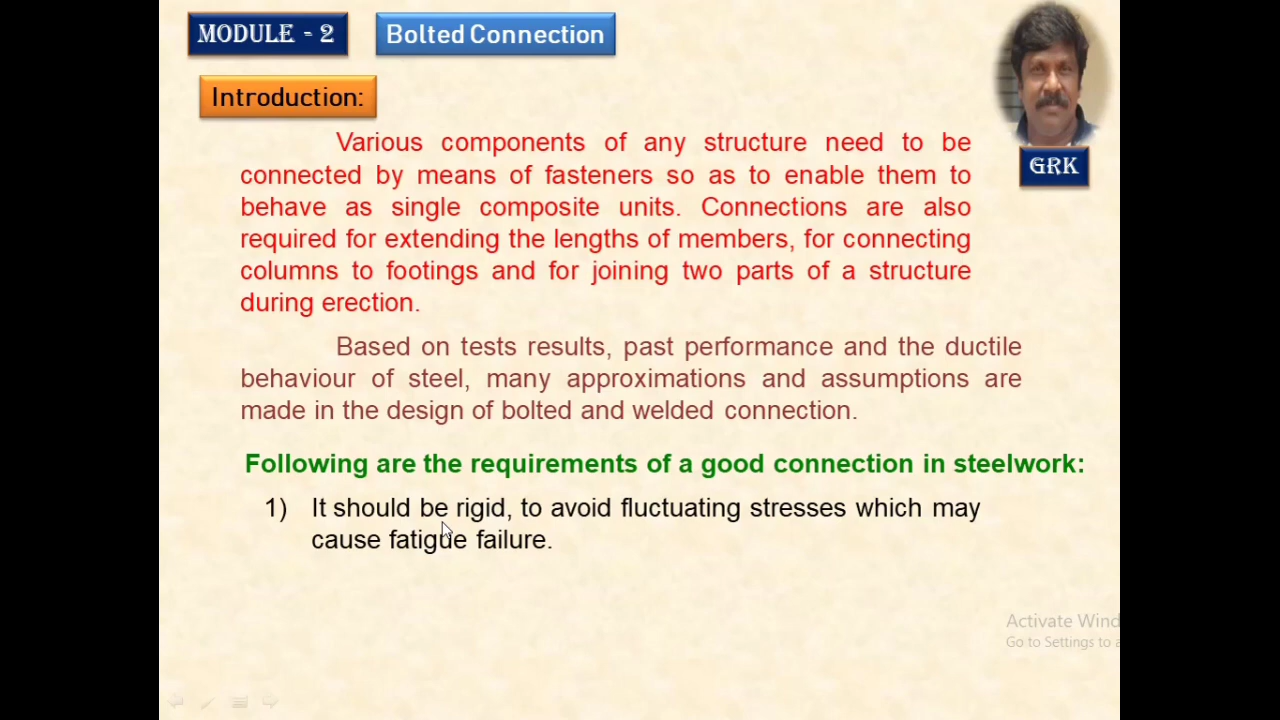 MODULE - 2
Bolted Connection
Introduction:
GRK
Various components of any structure need to be
connected by means of fasteners so as to enable them to
behave as single composite units. Connections are also
required for extending the lengths of members, for connecting
columns to footings and for joining two parts of a structure
during erection.
Based on tests results, past performance and the ductile
behaviour of steel, many approximations and assumptions are
made in the design of bolted and welded connection.
Following are the requirements of a good connection in steelwork:
1) It should be rigid, to avoid fluctuating stresses which may
cause fatigue failure.
Activate Wind
Go to Settings to a